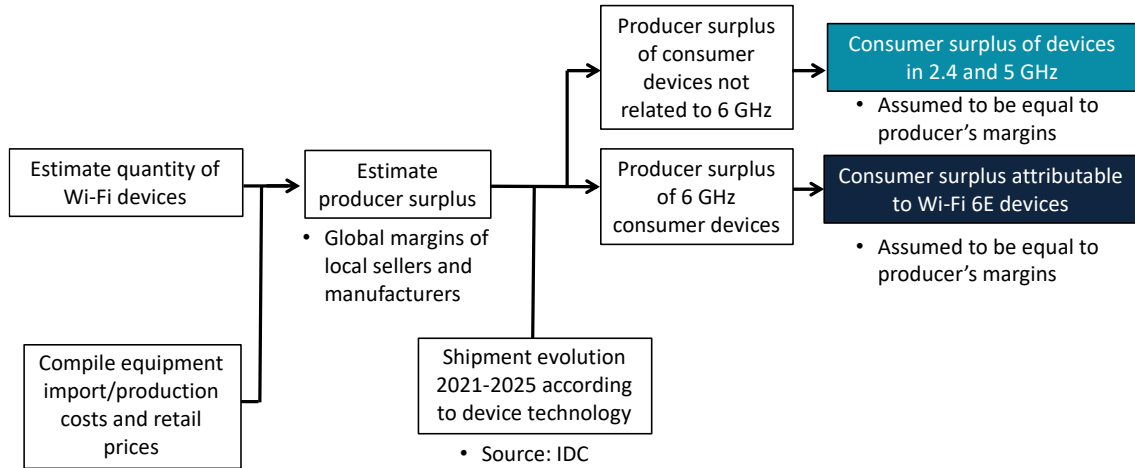 Estimate quantity of
Wi-Fi devices
Compile equipment
import/production
costs and retail
prices
Estimate
producer surplus
• Global margins of
local sellers and
manufacturers
Shipment evolution
2021-2025 according
to device technology
• Source: IDC
Producer surplus
of consumer
devices not
related to 6 GHz
Consumer surplus of devices
in 2.4 and 5 GHz
• Assumed to be equal to
producer’s margins
Producer surplus
of 6 GHz
consumer devices
Consumer surplus attributable
to Wi-Fi 6E devices
• Assumed to be equal to
producer’s margins